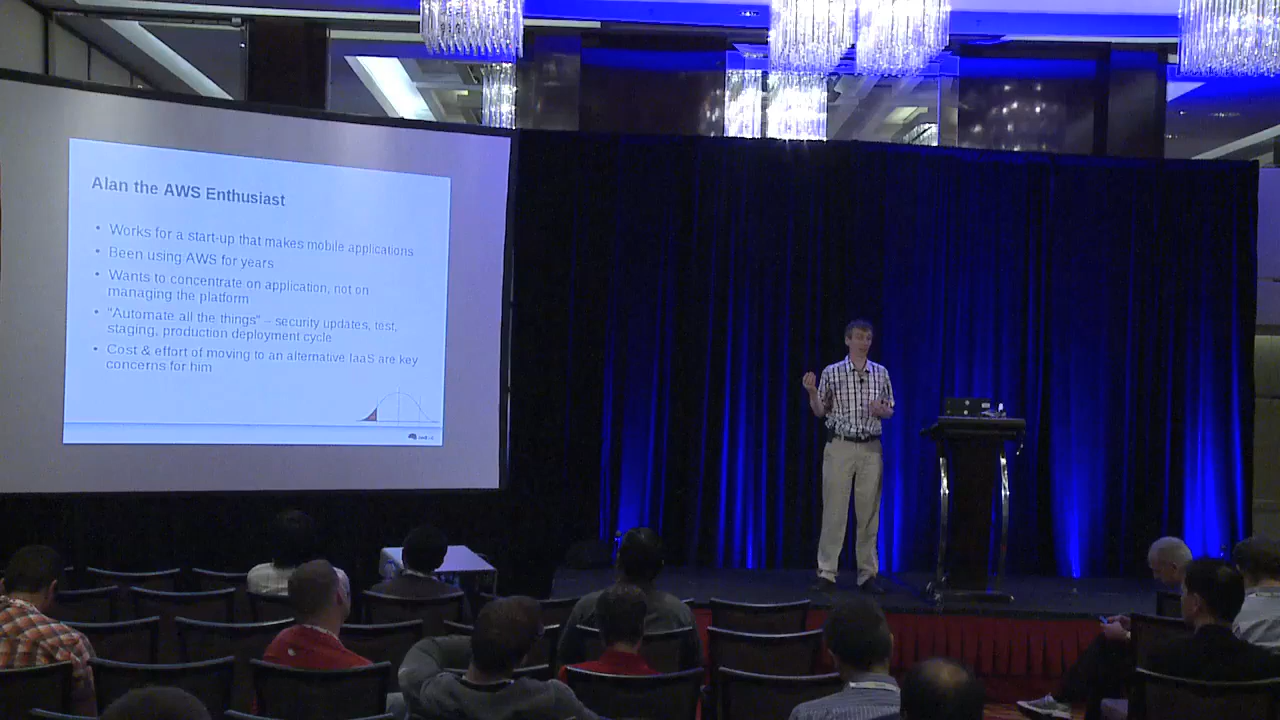 Alan the AWS Enthusiast
• Works for a start-up that makes mobile applications
• Been using AWS for years
• Wants to concentrate on application, not on
managing the platform
• "Automate all the things" – security updates, test,
staging, production deployment cycle
• Cost & effort of moving to an alternative IaaS are key
concerns for him